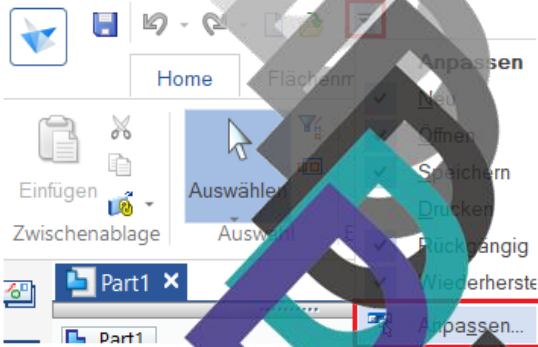 Anpassen
Home
Flächenm
Neu
Öffnen
Speichern
Einfügen
Auswählen
Drucken
Zwischenablage
Auswahl
Rückgängig
Part1
Wiederherste
Part1
Anpassen...